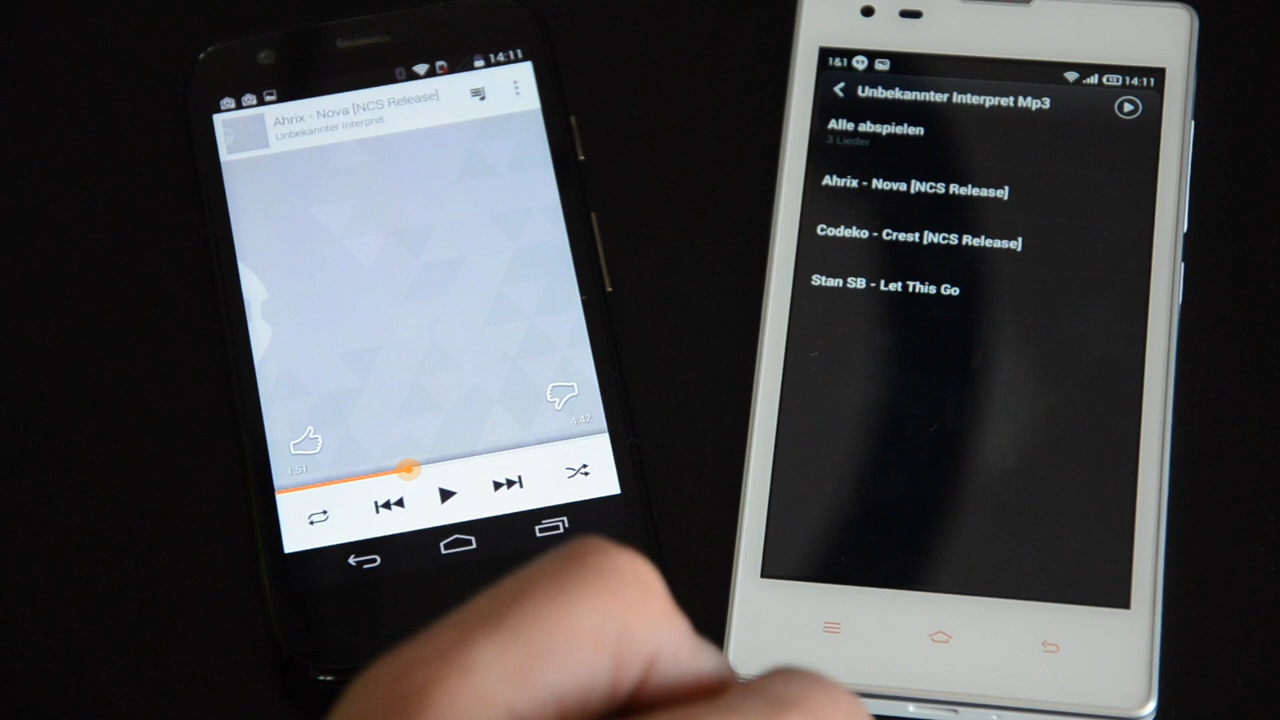 14:11
Ahrix - Nova [NCS Release]
Unbekannter Interpret
4:42
1:51
1&1
14:11
Unbekannter Interpret Mp3
Alle abspielen
3 Lieder
Ahrix - Nova [NCS Release]
Codeko - Crest [NCS Release]
Stan SB - Let This Go